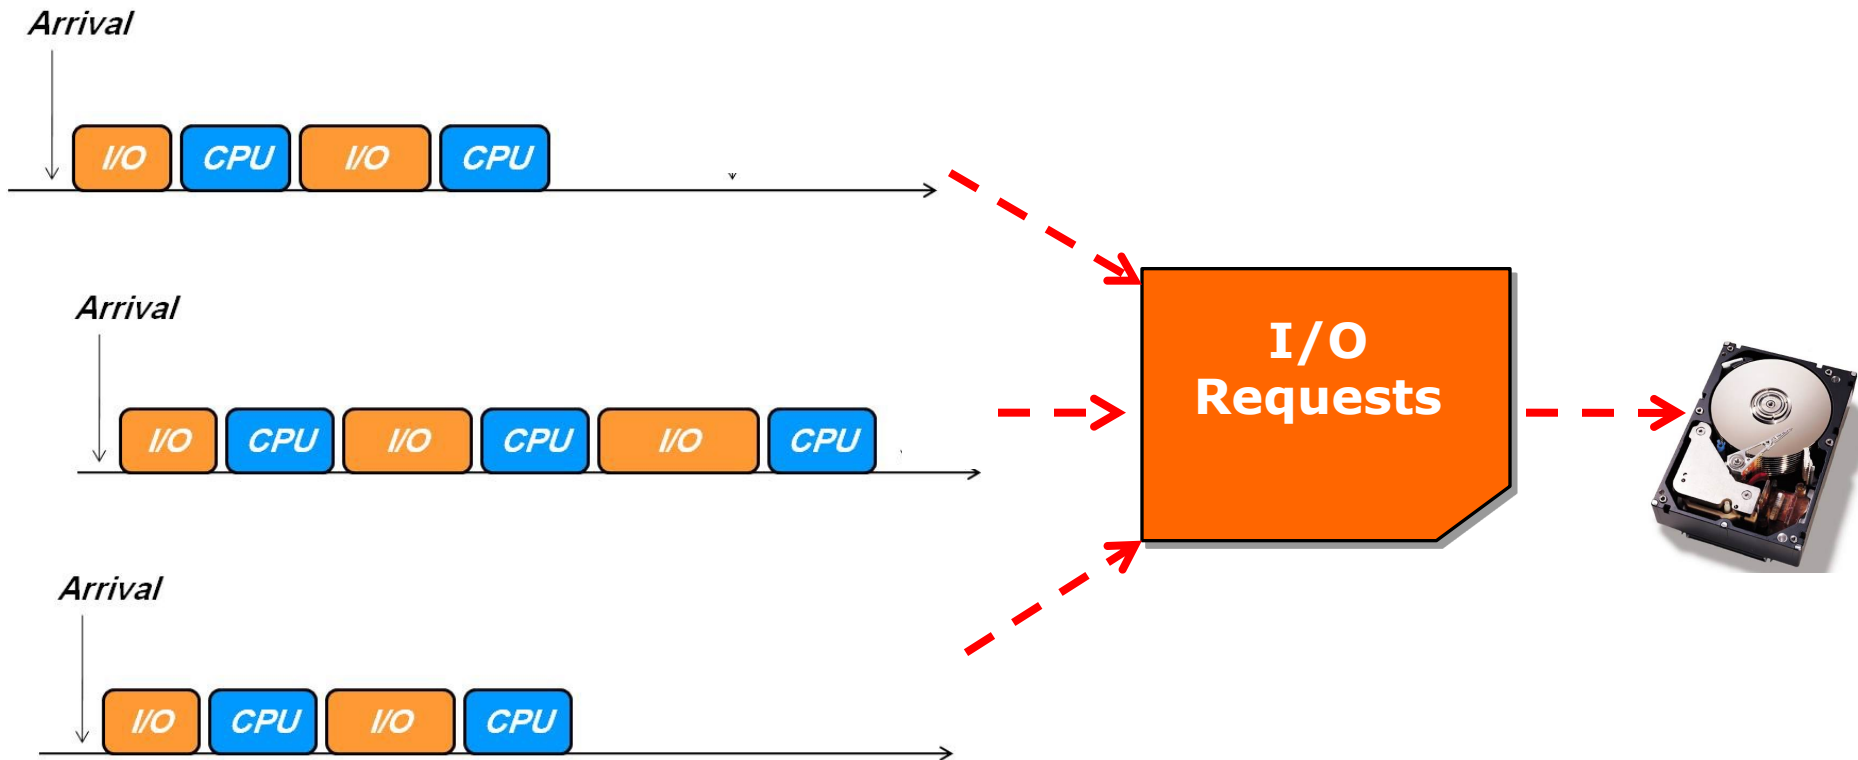 Arrival
I/O CPU I/O CPU
Arrival
I/O CPU I/O CPU I/O CPU
Arrival
I/O CPU I/O CPU
I/O
Requests